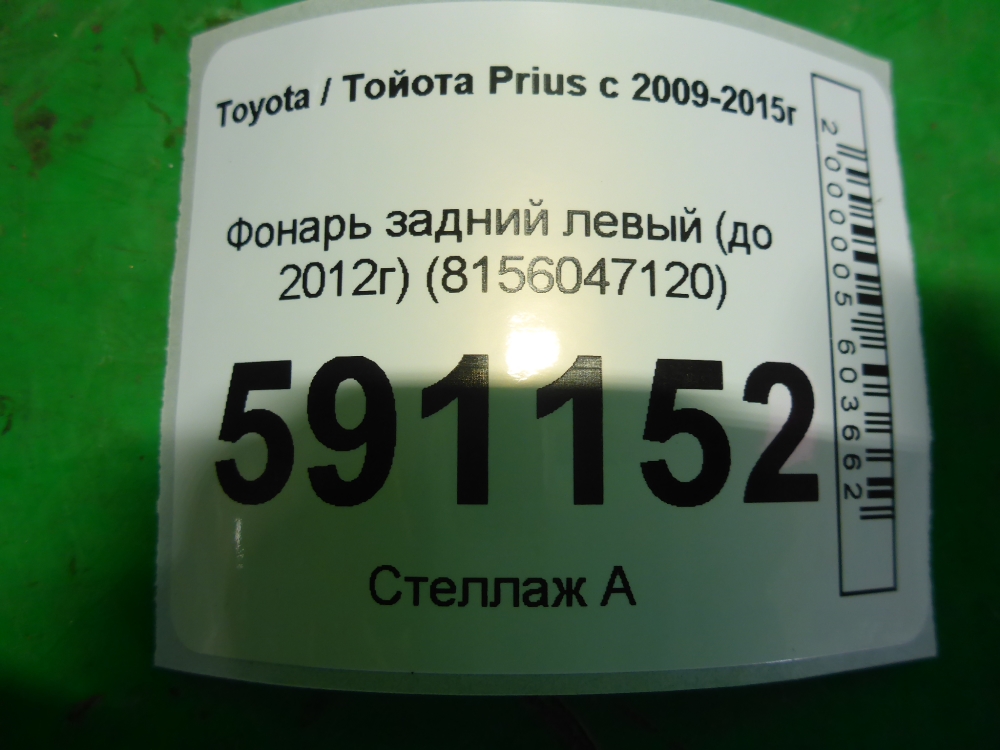 Toyota / Тойота Prius с 2009-2015г
Фонарь задний левый (до
2012г) (8156047120)
591152
Стеллаж А
2000005603662